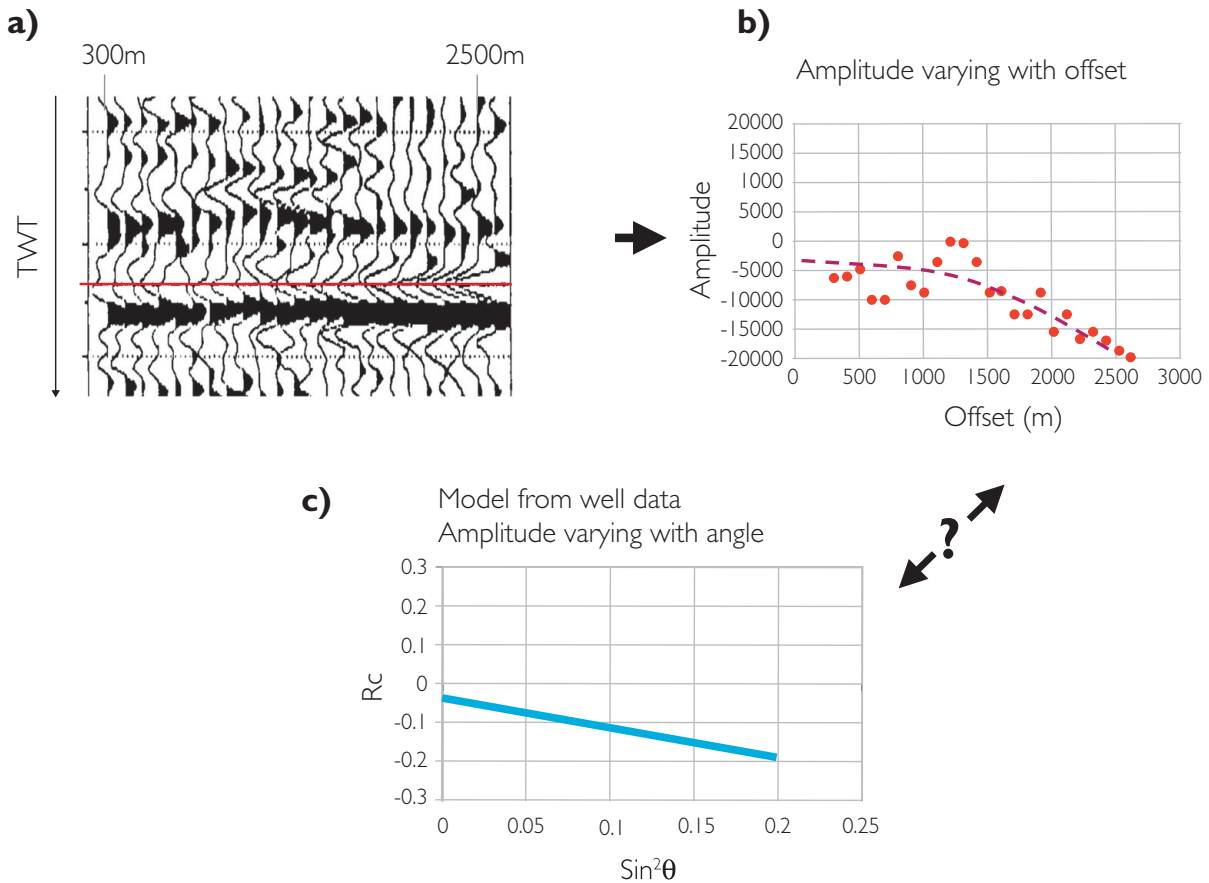 a)
300m
2500m
TWT
b)
Amplitude varying with offset
20000
15000
1000
5000
0
-5000
-10000
-15000
-20000
Amplitude
0
500
1000
1500
2000
2500
3000
Offset (m)
?
c)
Model from well data
Amplitude varying with angle
0.3
0.2
0.1
0
-0.1
-0.2
-0.3
Rc
0
0.05
0.1
0.15
0.2
0.25
Sin²θ